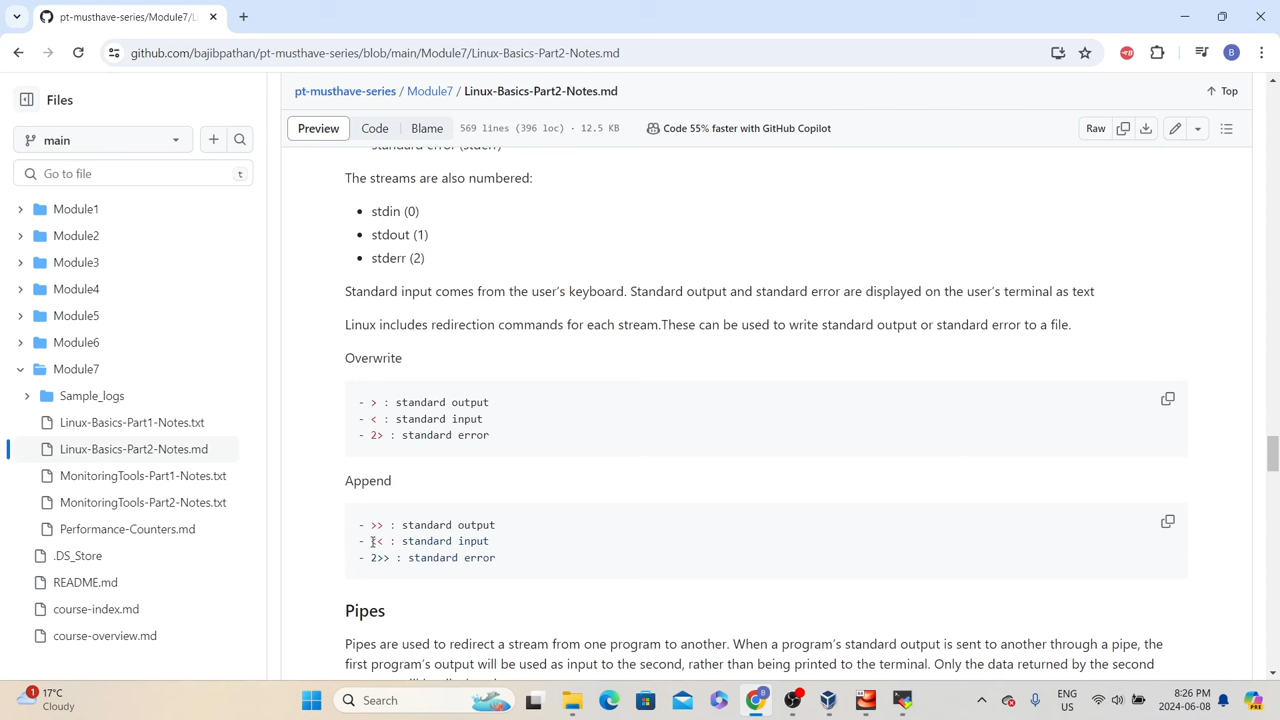 pt-musthave-series/Module7/Li
github.com/bajibpathan/pt-musthave-series/blob/main/Module7/Linux-Basics-Part2-Notes.md
B
Files
pt-musthave-series / Module7 / Linux-Basics-Part2-Notes.md
Top
main
Preview
Code
Blame
569 lines (396 loc) · 12.5 KB
Code 55% faster with GitHub Copilot
Raw
Go to file
t
Module1
Module2
Module3
Module4
Module5
Module6
Module7
Sample_logs
Linux-Basics-Part1-Notes.txt
Linux-Basics-Part2-Notes.md
MonitoringTools-Part1-Notes.txt
MonitoringTools-Part2-Notes.txt
Performance-Counters.md
.DS_Store
README.md
course-index.md
course-overview.md
standard error (stderr)
The streams are also numbered:
stdin (0)
stdout (1)
stderr (2)
Standard input comes from the user's keyboard. Standard output and standard error are displayed on the user's terminal as text
Linux includes redirection commands for each stream.These can be used to write standard output or standard error to a file.
Overwrite
- > : standard output
- < : standard input
- 2> : standard error
Append
- >> : standard output
- << : standard input
- 2>> : standard error
Pipes
Pipes are used to redirect a stream from one program to another. When a program's standard output is sent to another through a pipe, the
first program's output will be used as input to the second, rather than being printed to the terminal. Only the data returned by the second
1
17°C
Cloudy
Search
ENG
US
8:26 PM
2024-06-08
PRE